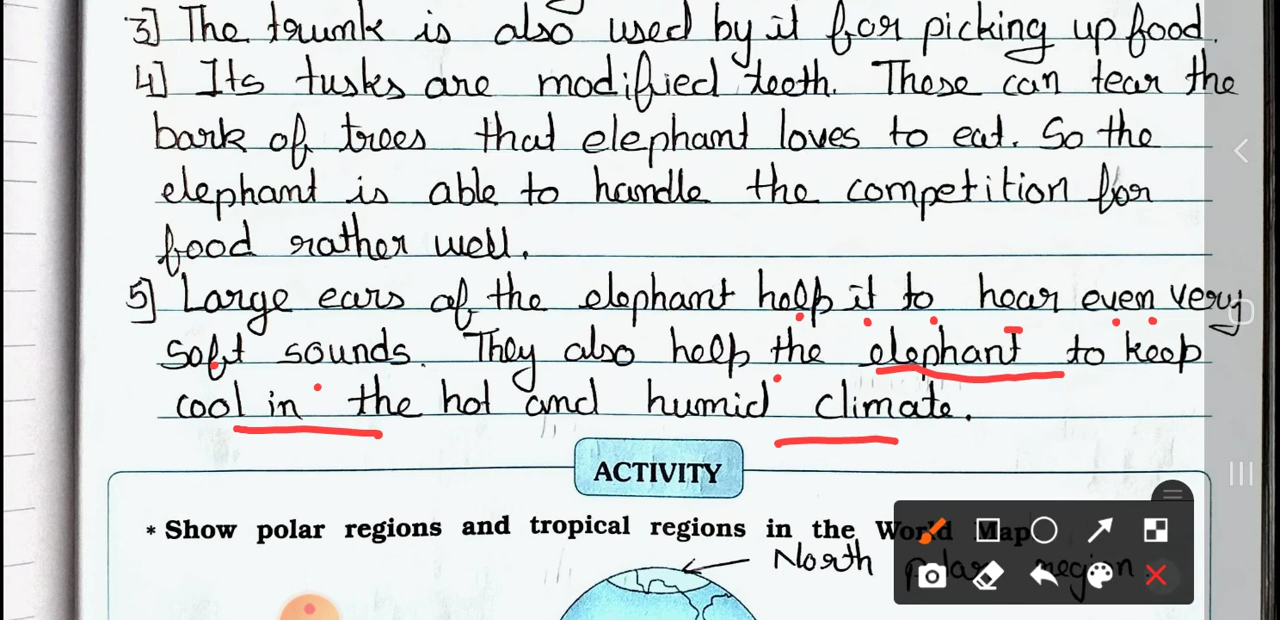 3] The trunk is also used by it for picking up food.
4] Its tusks are modified teeth. These can tear the
bark of trees that elephant loves to eat. So the
elephant is able to handle the competition for
food rather well.
5] Large ears of the elephant help it to hear even very
soft sounds. They also help the elephant to keep
cool in the hot and humid climate.
ACTIVITY
* Show polar regions and tropical regions in the World Map
North polar region